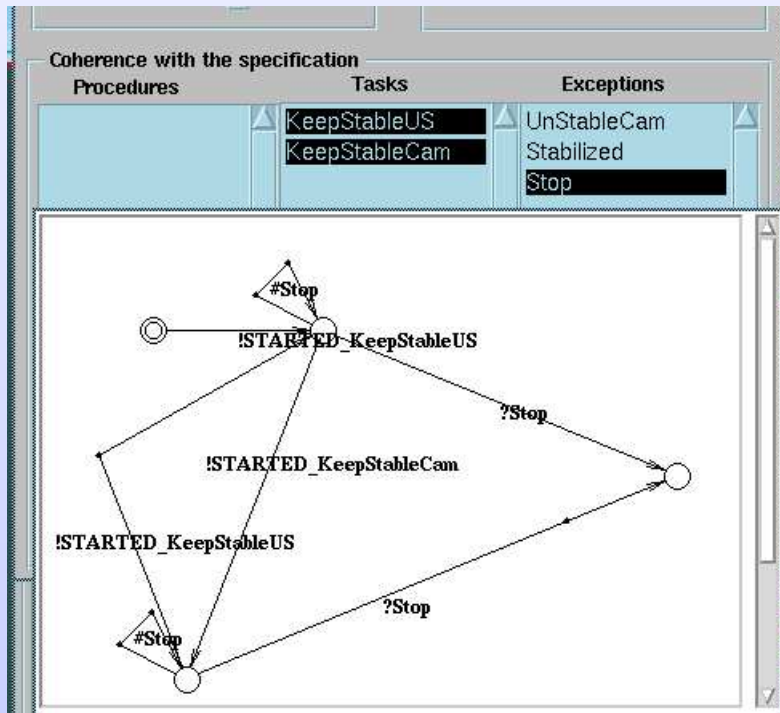 Coherence with the specification
Procedures Tasks Exceptions
KeepStableUS UnStableCam
KeepStableCam Stabilized
Stop
#Stop
!STARTED_KeepStableUS
?Stop
!STARTED_KeepStableCam
!STARTED_KeepStableUS
?Stop
#Stop